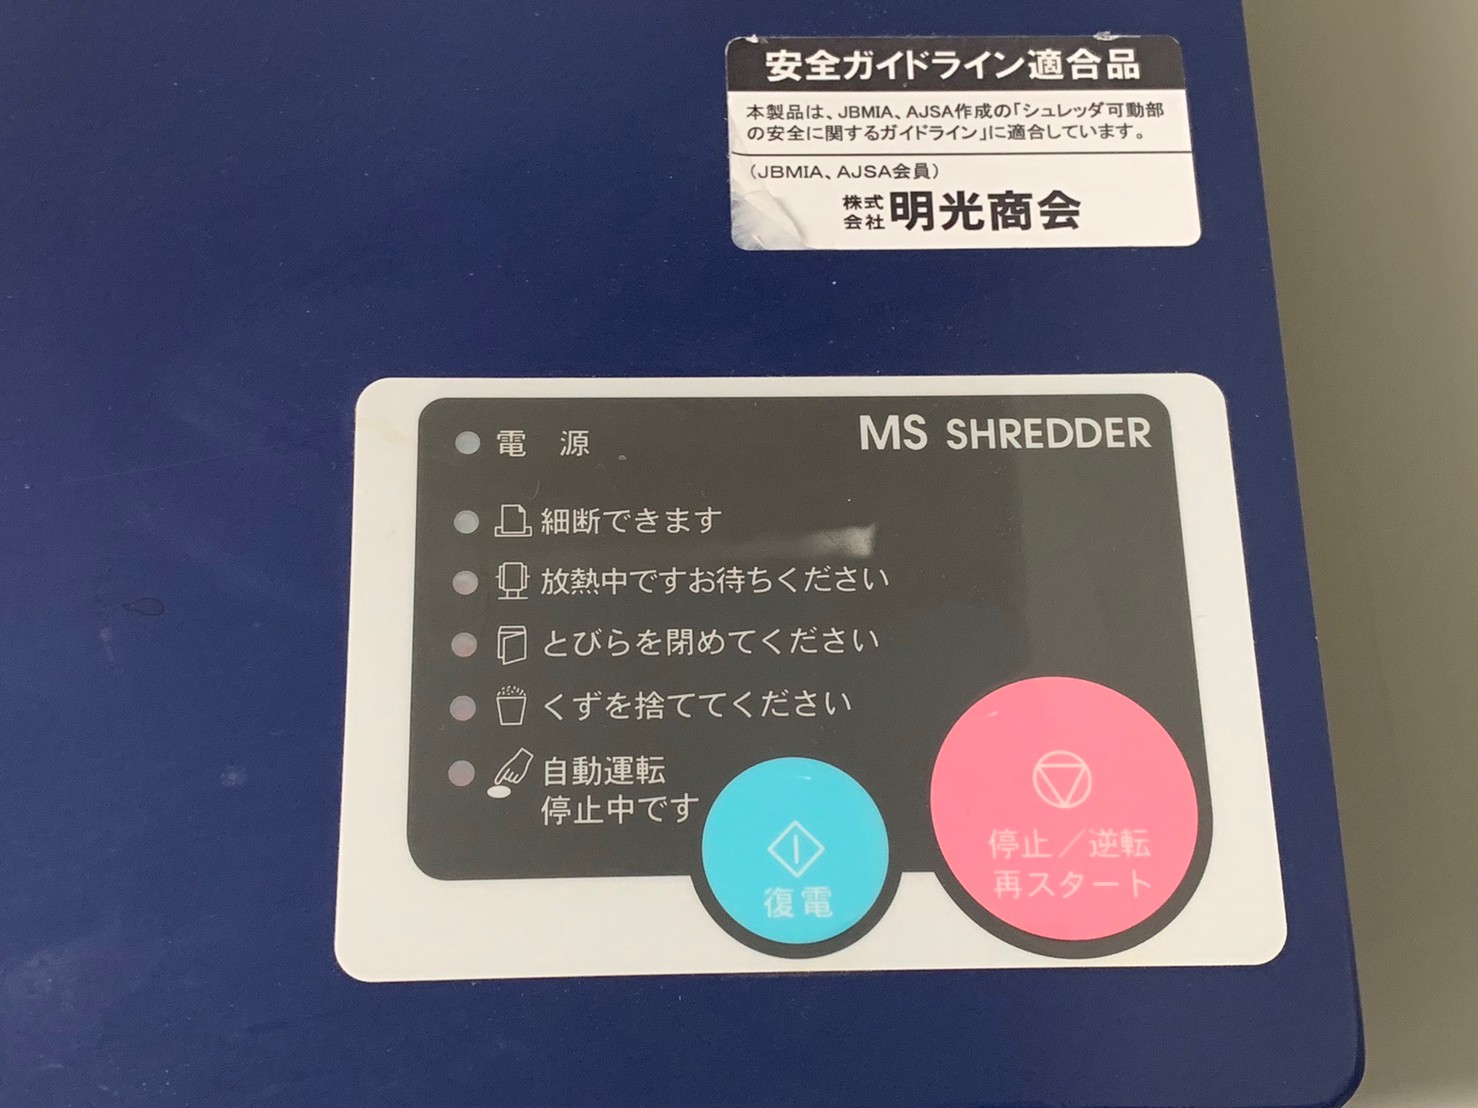 安全ガイドライン適合品
本製品は、JBMIA、AJSA作成の「シュレッダ可動部
の安全に関するガイドライン」に適合しています。
（JBMIA、AJSA会員）
株式
会社 明光商会
MS SHREDDER
電 源
細断できます
放熱中ですお待ちください
とびらを閉めてください
くずを捨ててください
自動運転
停止中です
復電
停止／逆転
再スタート